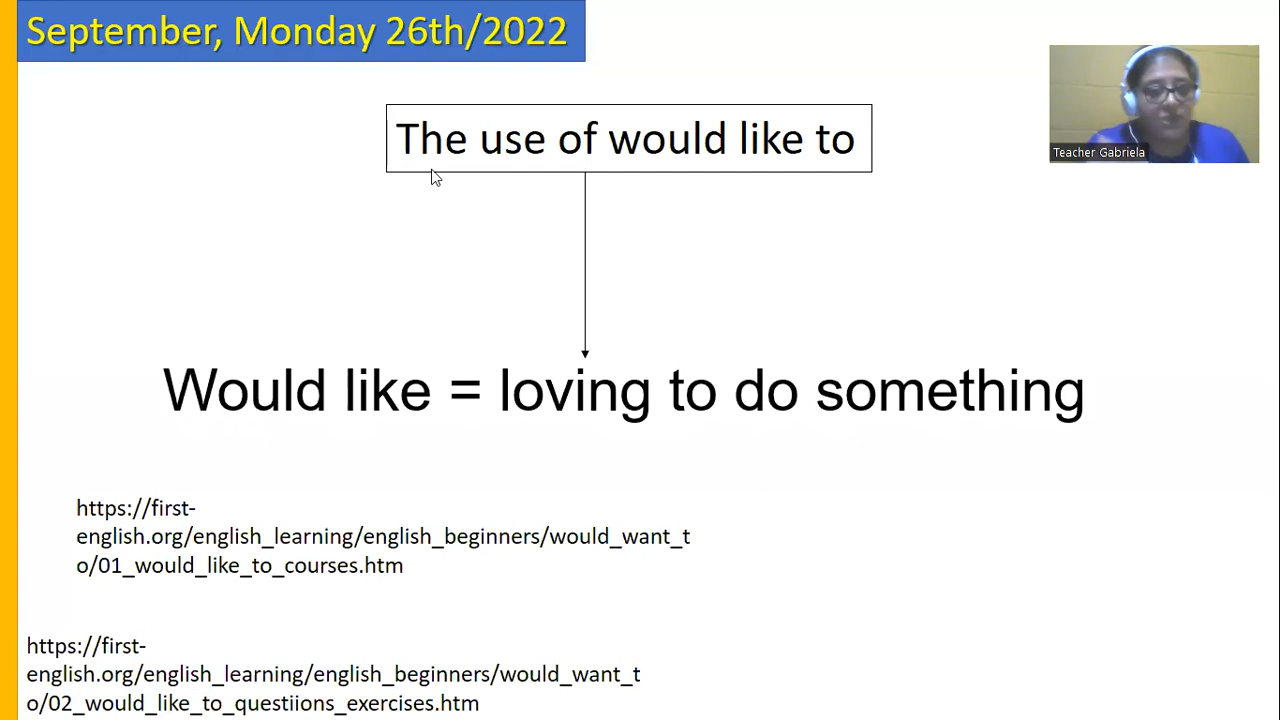 September, Monday 26th/2022
The use of would like to
Teacher Gabriela
Would like = loving to do something
https://first-
english.org/english_learning/english_beginners/would_want_t
o/01_would_like_to_courses.htm
https://first-
english.org/english_learning/english_beginners/would_want_t
o/02_would_like_to_questiions_exercises.htm